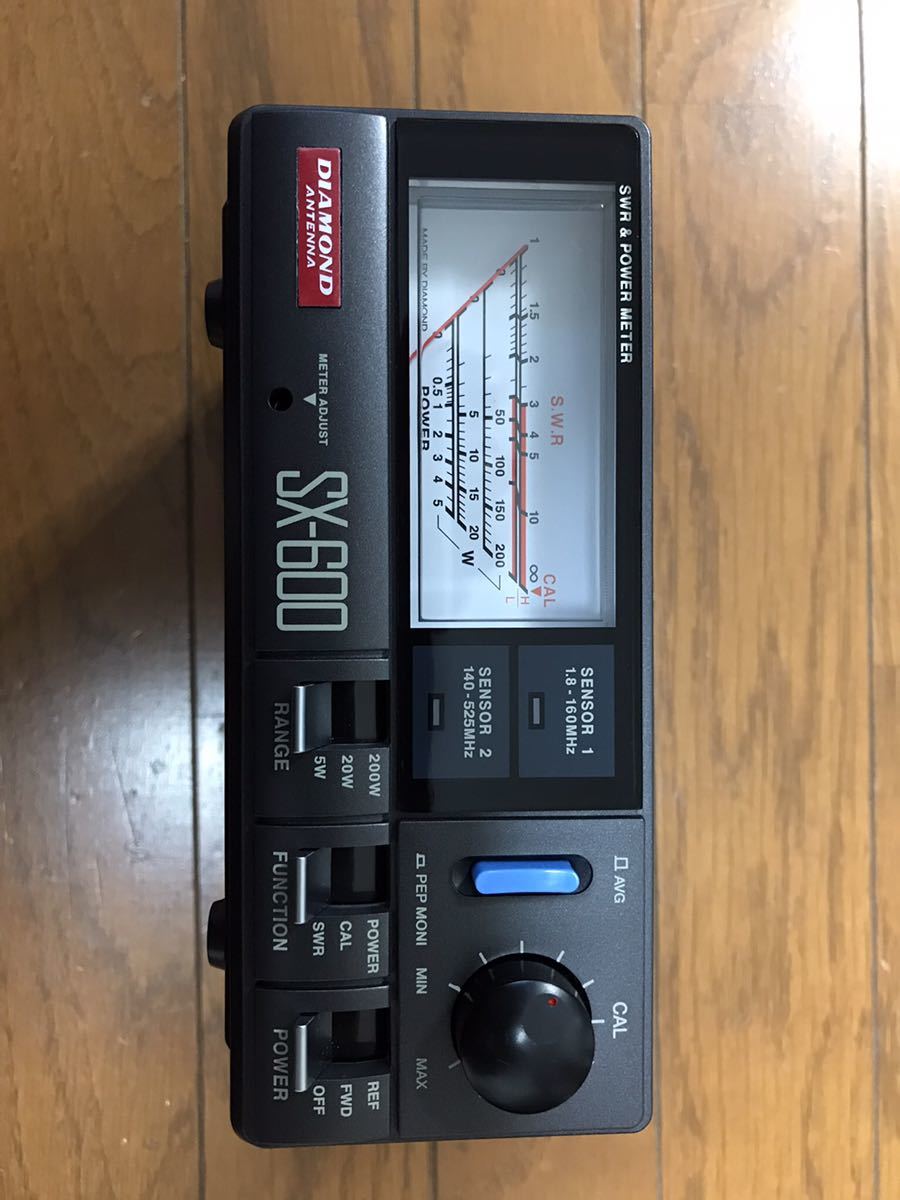 SWR & POWER METER
S.W.R
CAL
1 1.5 2 3 4 5 10 ∞
H
L
0 50 100 150 200
0 5 10 15 20
W
0 0.5 1 2 3 4 5
POWER
MADE BY DIAMOND
SENSOR 1
1.8 - 160MHz
SENSOR 2
140 - 525MHz
AVG
PEP MONI
CAL
MIN
MAX
DIAMOND
ANTENNA
METER ADJUST
SX-600
200W
20W
5W
RANGE
POWER
CAL
SWR
FUNCTION
REF
FWD
OFF
POWER